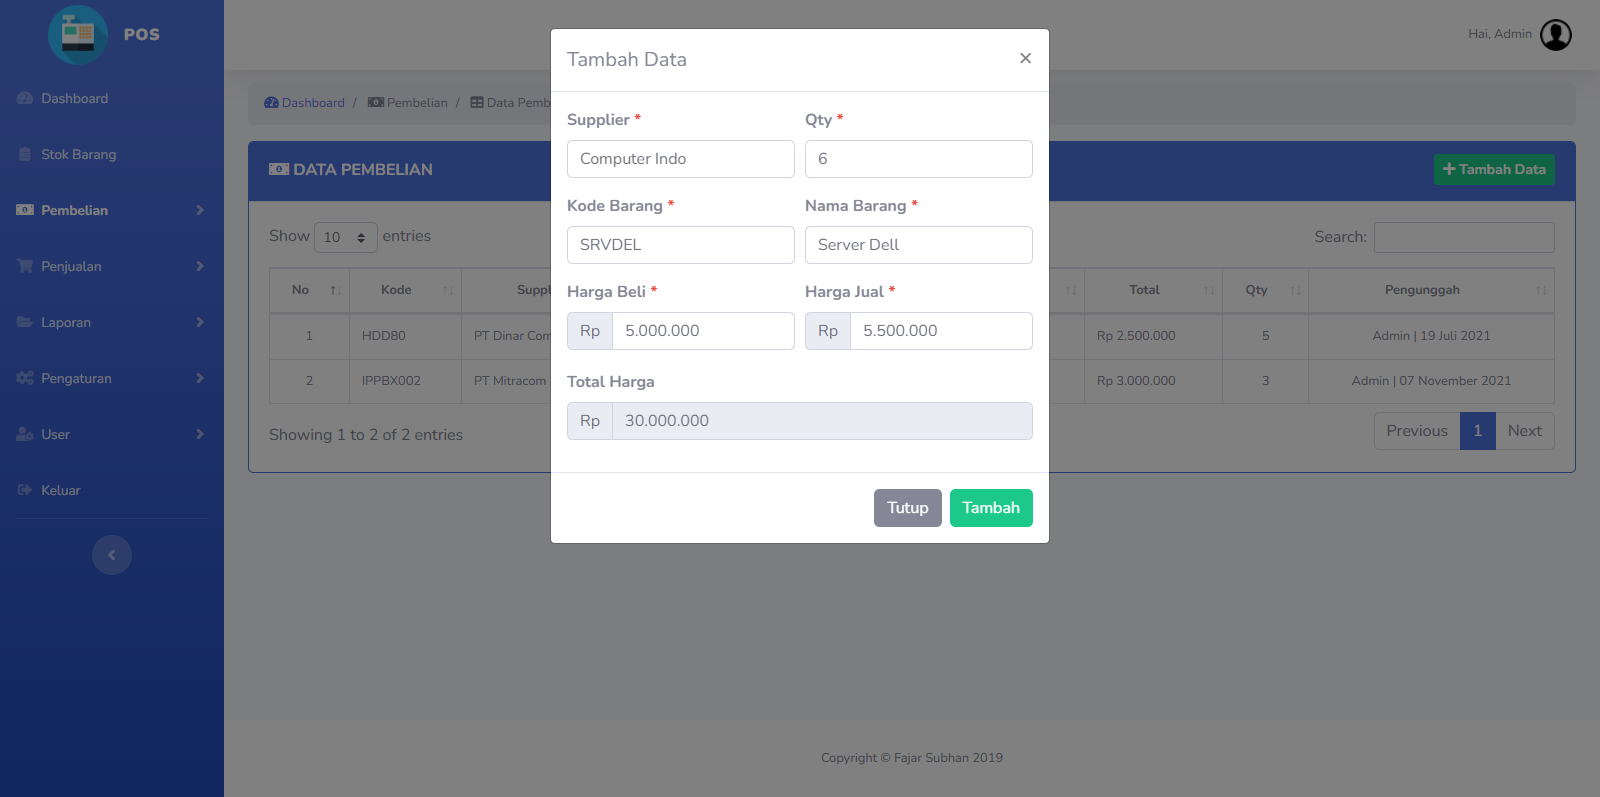 POS
Hai, Admin
Dashboard
Stok Barang
Pembelian
Penjualan
Laporan
Pengaturan
User
Keluar
Dashboard / Pembelian / Data Pemb
DATA PEMBELIAN
+ Tambah Data
Show 10 entries
Search:
No Kode Suppl Total Qty Pengunggah
1 HDD80 PT Dinar Com Rp 2.500.000 5 Admin | 19 Juli 2021
2 IPPBX002 PT Mitracom Rp 3.000.000 3 Admin | 07 November 2021
Showing 1 to 2 of 2 entries
Previous 1 Next
Tambah Data ×
Supplier * Qty *
Computer Indo 6
Kode Barang * Nama Barang *
SRVDEL Server Dell
Harga Beli * Harga Jual *
Rp 5.000.000 Rp 5.500.000
Total Harga
Rp 30.000.000
Tutup Tambah
Copyright © Fajar Subhan 2019